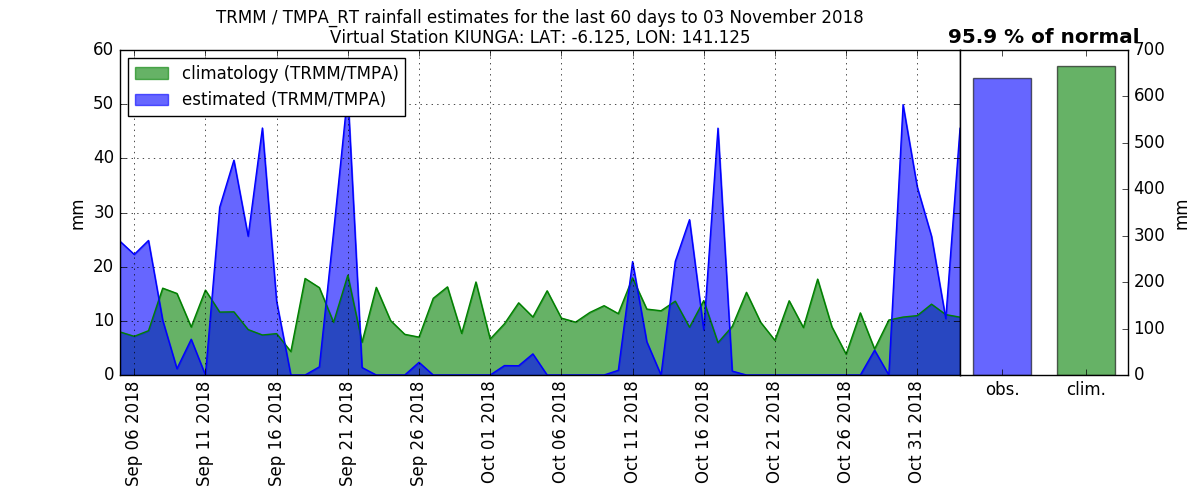 TRMM / TMPA_RT rainfall estimates for the last 60 days to 03 November 2018
Virtual Station KIUNGA: LAT: -6.125, LON: 141.125
95.9 % of normal
climatology (TRMM/TMPA)
estimated (TRMM/TMPA)
60
50
40
30
20
10
0
mm
Sep 06 2018
Sep 11 2018
Sep 16 2018
Sep 21 2018
Sep 26 2018
Oct 01 2018
Oct 06 2018
Oct 11 2018
Oct 16 2018
Oct 21 2018
Oct 26 2018
Oct 31 2018
obs.
clim.
700
600
500
400
300
200
100
0
mm